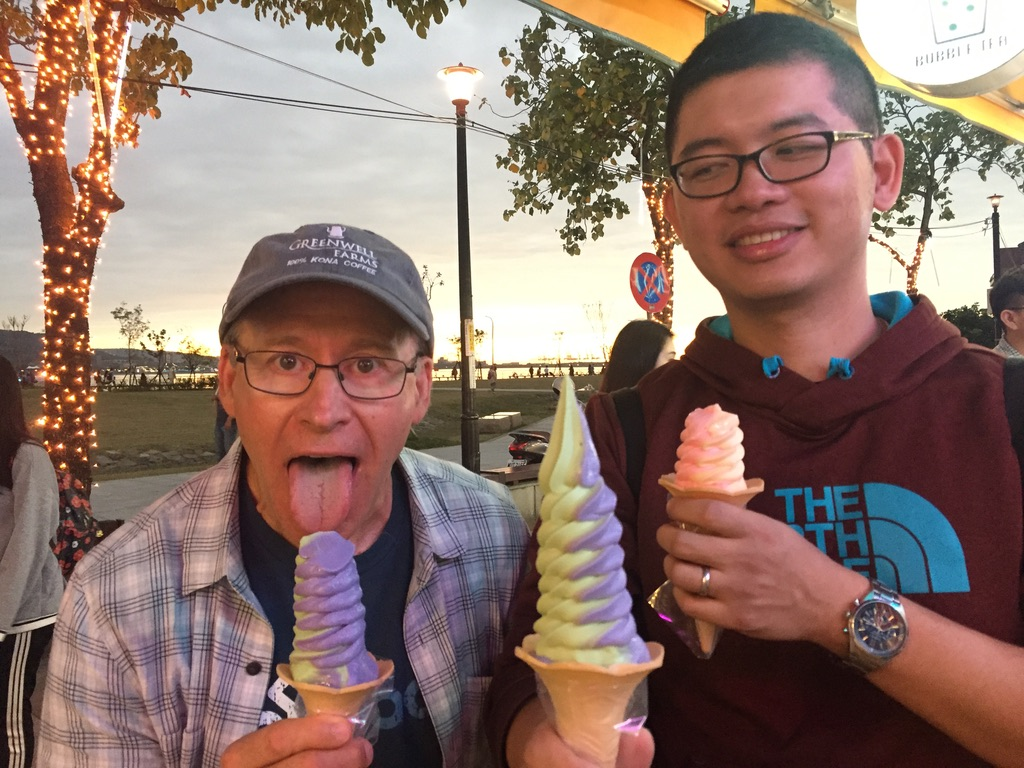 BUBBLE TEA
GREENWELL
FARMS
100% KONA COFFEE
THE